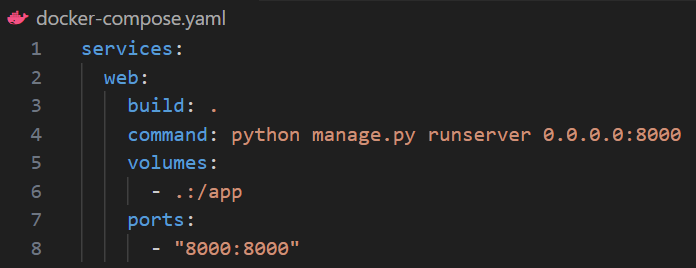 docker-compose.yaml
1 services:
2   web:
3     build: .
4     command: python manage.py runserver 0.0.0.0:8000
5     volumes:
6       - .:/app
7     ports:
8       - "8000:8000"